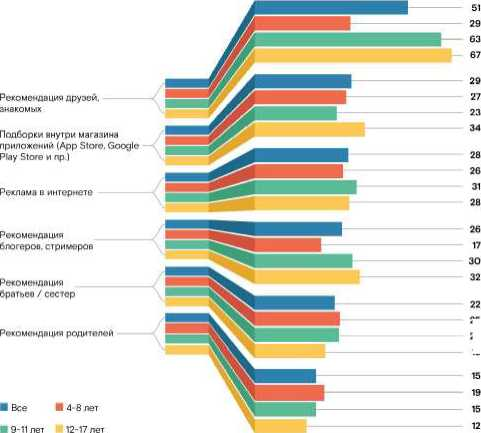 51
29
63
67
Рекомендация друзей,
знакомых
29
27
23
34
Подборки внутри магазина
приложений (App Store, Google
Play Store и пр.)
28
26
31
28
Реклама в интернете
26
17
30
32
Рекомендация
блогеров, стримеров
22
Рекомендация
братьев / сестер
15
19
15
12
Рекомендация родителей
Все
4-8 лет
9-11 лет
12-17 лет